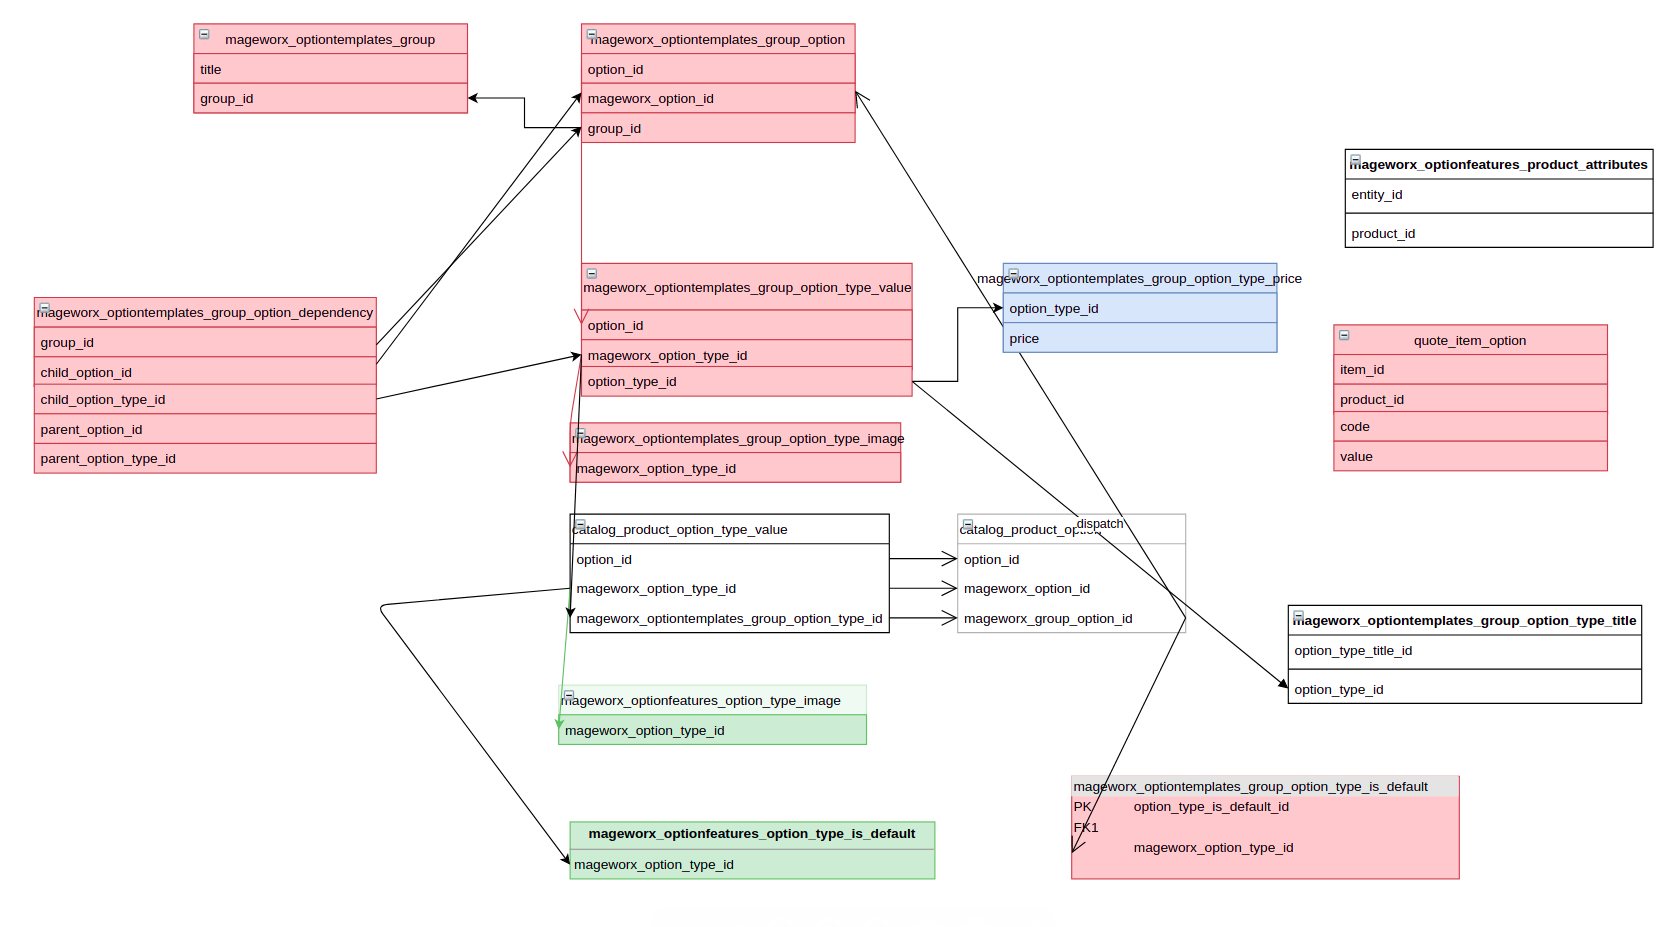 mageworx_optiontemplates_group
title
group_id
mageworx_optiontemplates_group_option
option_id
mageworx_option_id
group_id
mageworx_optionfeatures_product_attributes
entity_id
product_id
mageworx_optiontemplates_group_option_dependency
group_id
child_option_id
child_option_type_id
parent_option_id
parent_option_type_id
mageworx_optiontemplates_group_option_type_value
option_id
mageworx_option_type_id
option_type_id
mageworx_optiontemplates_group_option_type_price
option_type_id
price
quote_item_option
item_id
product_id
code
value
mageworx_optiontemplates_group_option_type_image
mageworx_option_type_id
catalog_product_option_type_value
option_id
mageworx_option_type_id
mageworx_optiontemplates_group_option_type_id
catalog_product_option
dispatch
option_id
mageworx_option_id
mageworx_group_option_id
mageworx_optiontemplates_group_option_type_title
option_type_title_id
option_type_id
mageworx_optionfeatures_option_type_image
mageworx_option_type_id
mageworx_optionfeatures_option_type_is_default
mageworx_option_type_id
mageworx_optiontemplates_group_option_type_is_default
PK option_type_is_default_id
FK1
mageworx_option_type_id